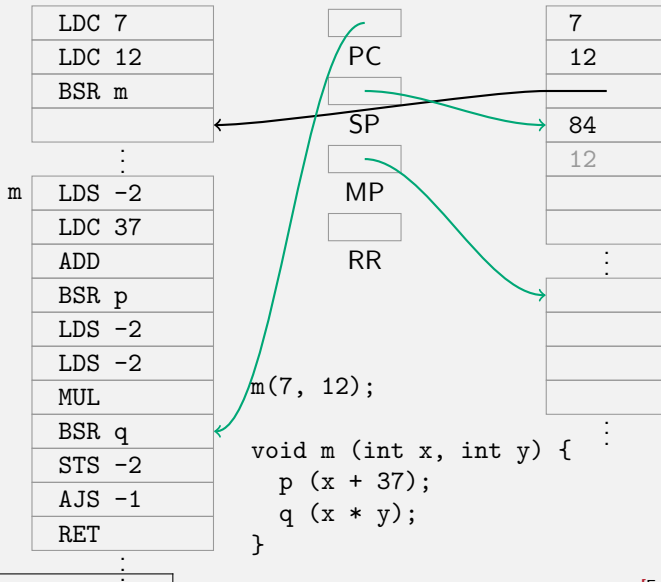 LDC 7
LDC 12
BSR m
⋮
m LDS -2
LDC 37
ADD
BSR p
LDS -2
LDS -2
MUL
BSR q
STS -2
AJS -1
RET
⋮
PC
SP
MP
RR
m(7, 12);
void m (int x, int y) {
p (x + 37);
q (x * y);
}
7
12
84
12
⋮
⋮